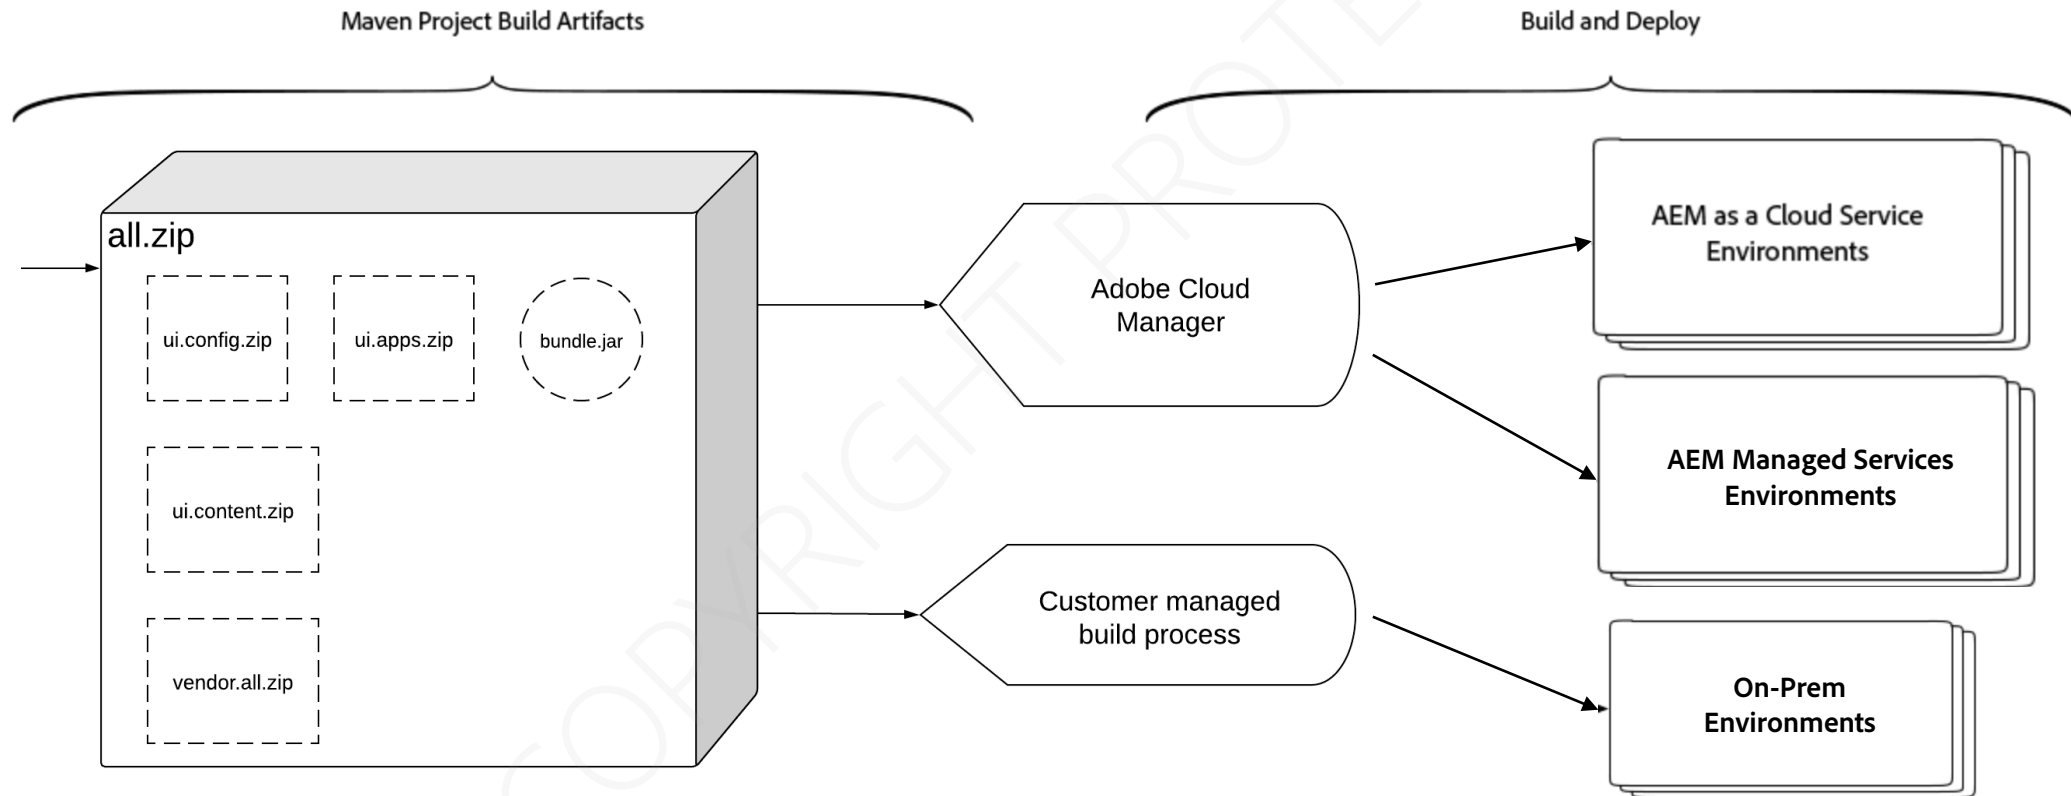 Maven Project Build Artifacts
Build and Deploy
all.zip
ui.config.zip
ui.apps.zip
bundle.jar
ui.content.zip
vendor.all.zip
Adobe Cloud
Manager
Customer managed
build process
AEM as a Cloud Service
Environments
AEM Managed Services
Environments
On-Prem
Environments
COPYRIGHT PROTE